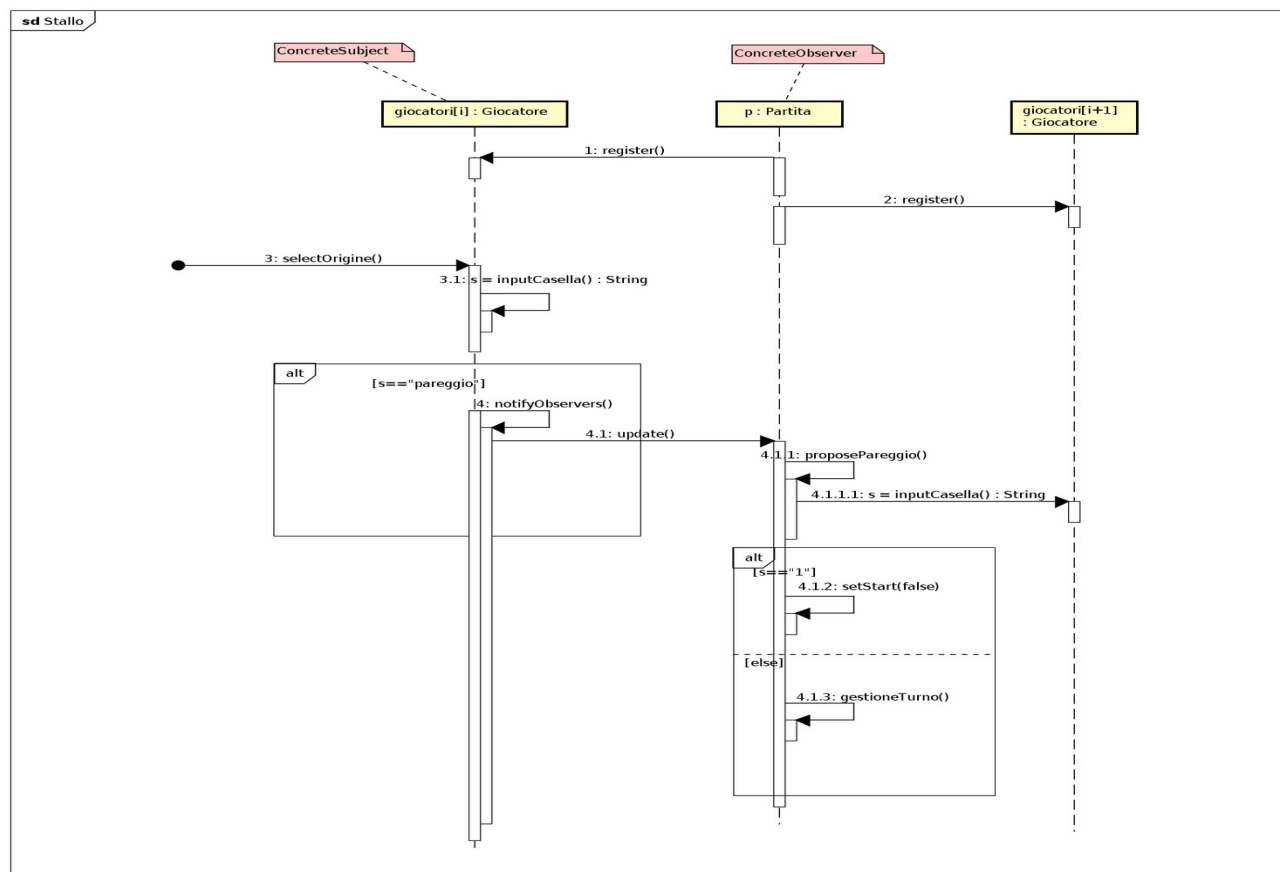 sd Stallo
ConcreteSubject
ConcreteObserver
giocatori[i] : Giocatore
p : Partita
giocatori[i+1]
: Giocatore
1: register()
2: register()
3: selectOrigine()
3.1: s = inputCasella() : String
alt
[s=="pareggio"]
4: notifyObservers()
4.1: update()
4.1.1: proposePareggio()
4.1.1.1: s = inputCasella() : String
alt
[s=="1"]
4.1.2: setStart(false)
[else]
4.1.3: gestioneTurno()